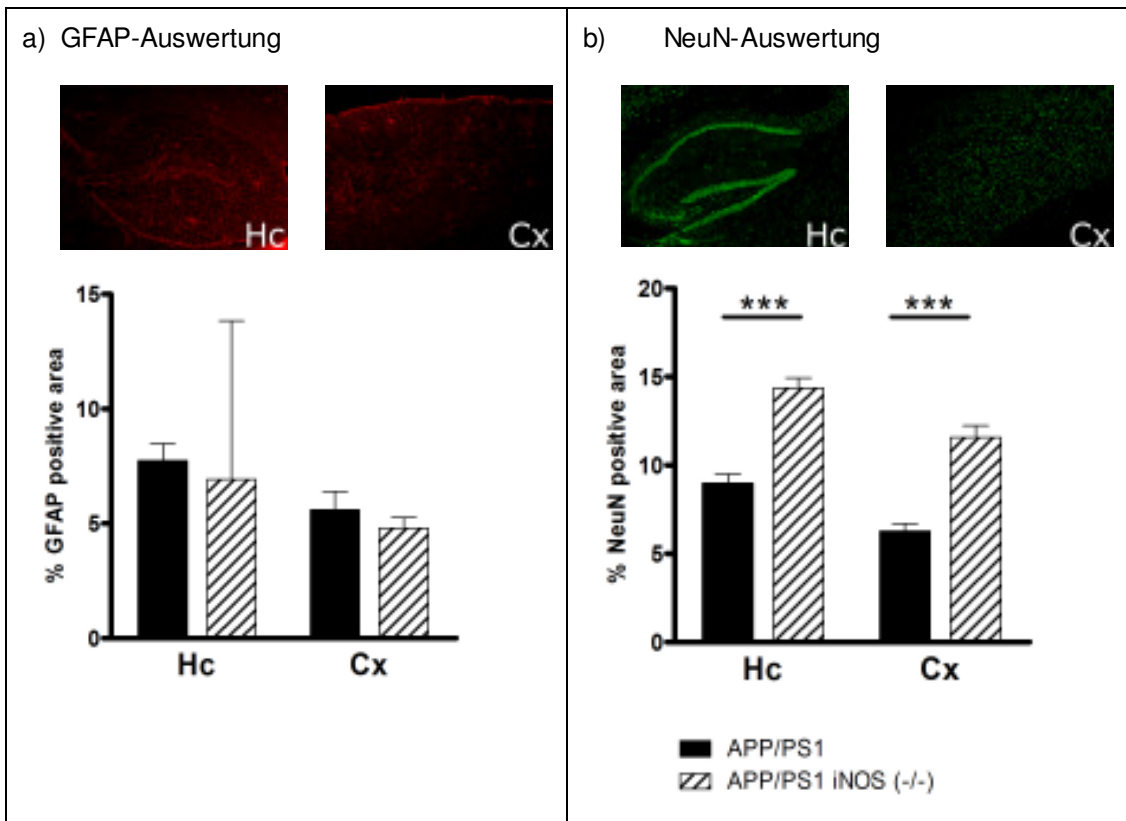 a) GFAP-Auswertung
Hc
Cx
15
10
5
0
% GFAP positive area
Hc
Cx
b) NeuN-Auswertung
Hc
Cx
20
15
10
5
0
% NeuN positive area
***
***
Hc
Cx
APP/PS1
APP/PS1 iNOS (-/-)